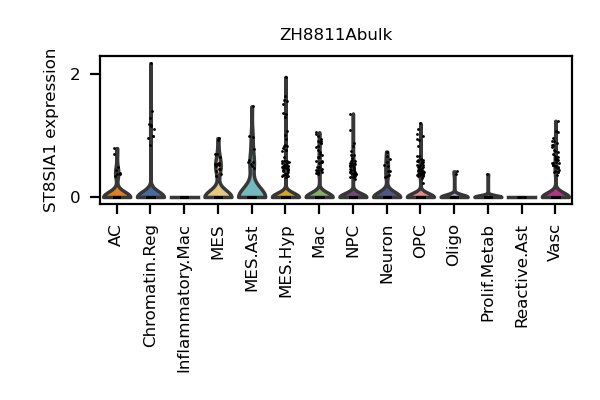 ZH8811Abulk
ST8SIA1 expression
2
0
AC
Chromatin.Reg
Inflammatory.Mac
MES
MES.Ast
MES.Hyp
Mac
NPC
Neuron
OPC
Oligo
Prolif.Metab
Reactive.Ast
Vasc